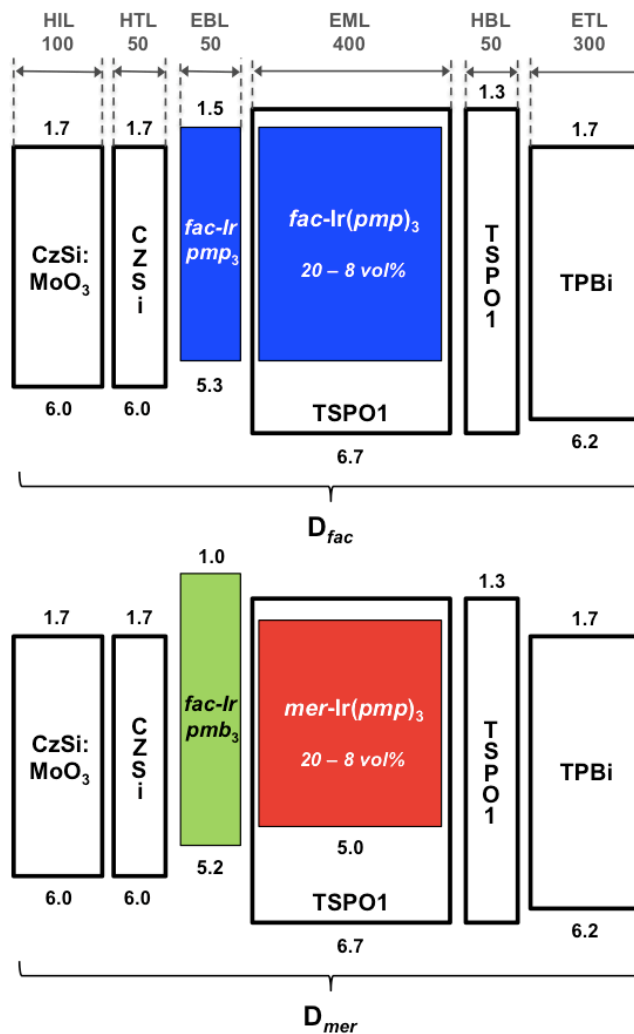 HIL HTL EBL EML HBL ETL
100 50 50 400 50 300
1.3
1.7 1.7 1.5 1.7
CzSi:
MoO3
C
Z
S
i
fac-Ir
pmp3
fac-Ir(pmp)3
20 – 8 vol%
T
S
P
O
1
TPBi
5.3
TSPO1
6.0 6.0 6.7 6.2
Dfac
1.0
1.3
1.7 1.7 1.7
CzSi:
MoO3
C
Z
S
i
fac-Ir
pmb3
mer-Ir(pmp)3
20 – 8 vol%
T
S
P
O
1
TPBi
5.0
5.2
TSPO1
6.0 6.0 6.7 6.2
Dmer